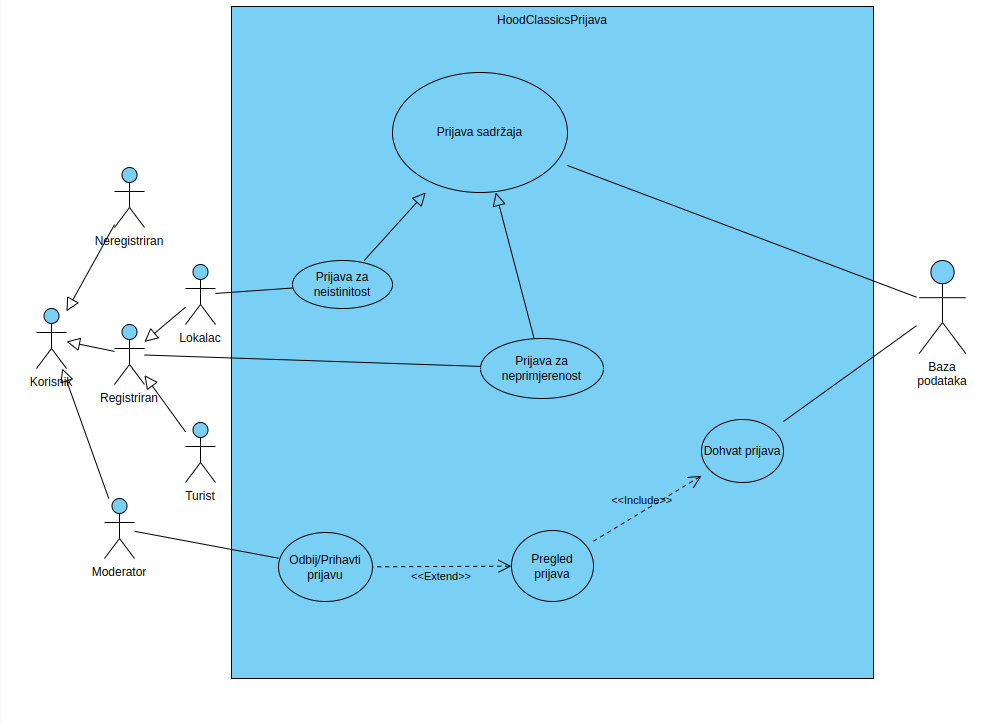 HoodClassicsPrijava
Prijava sadržaja
Neregistriran
Prijava za
neistinitost
Lokalac
Korisnik
Registriran
Prijava za
neprimjerenost
Baza
podataka
Dohvat prijava
Turist
<<Include>>
Moderator
Odbij/Prihavti
prijavu
<<Extend>>
Pregled
prijava